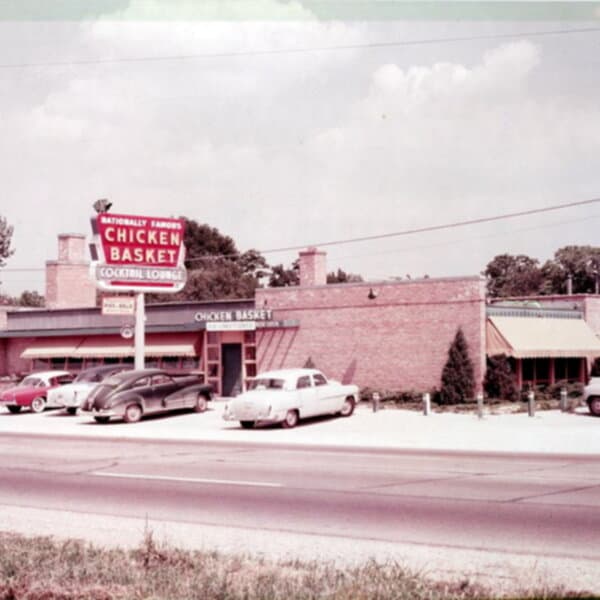 NATIONALLY FAMOUS
CHICKEN
BASKET
COCKTAIL LOUNGE
CHICKEN BASKET